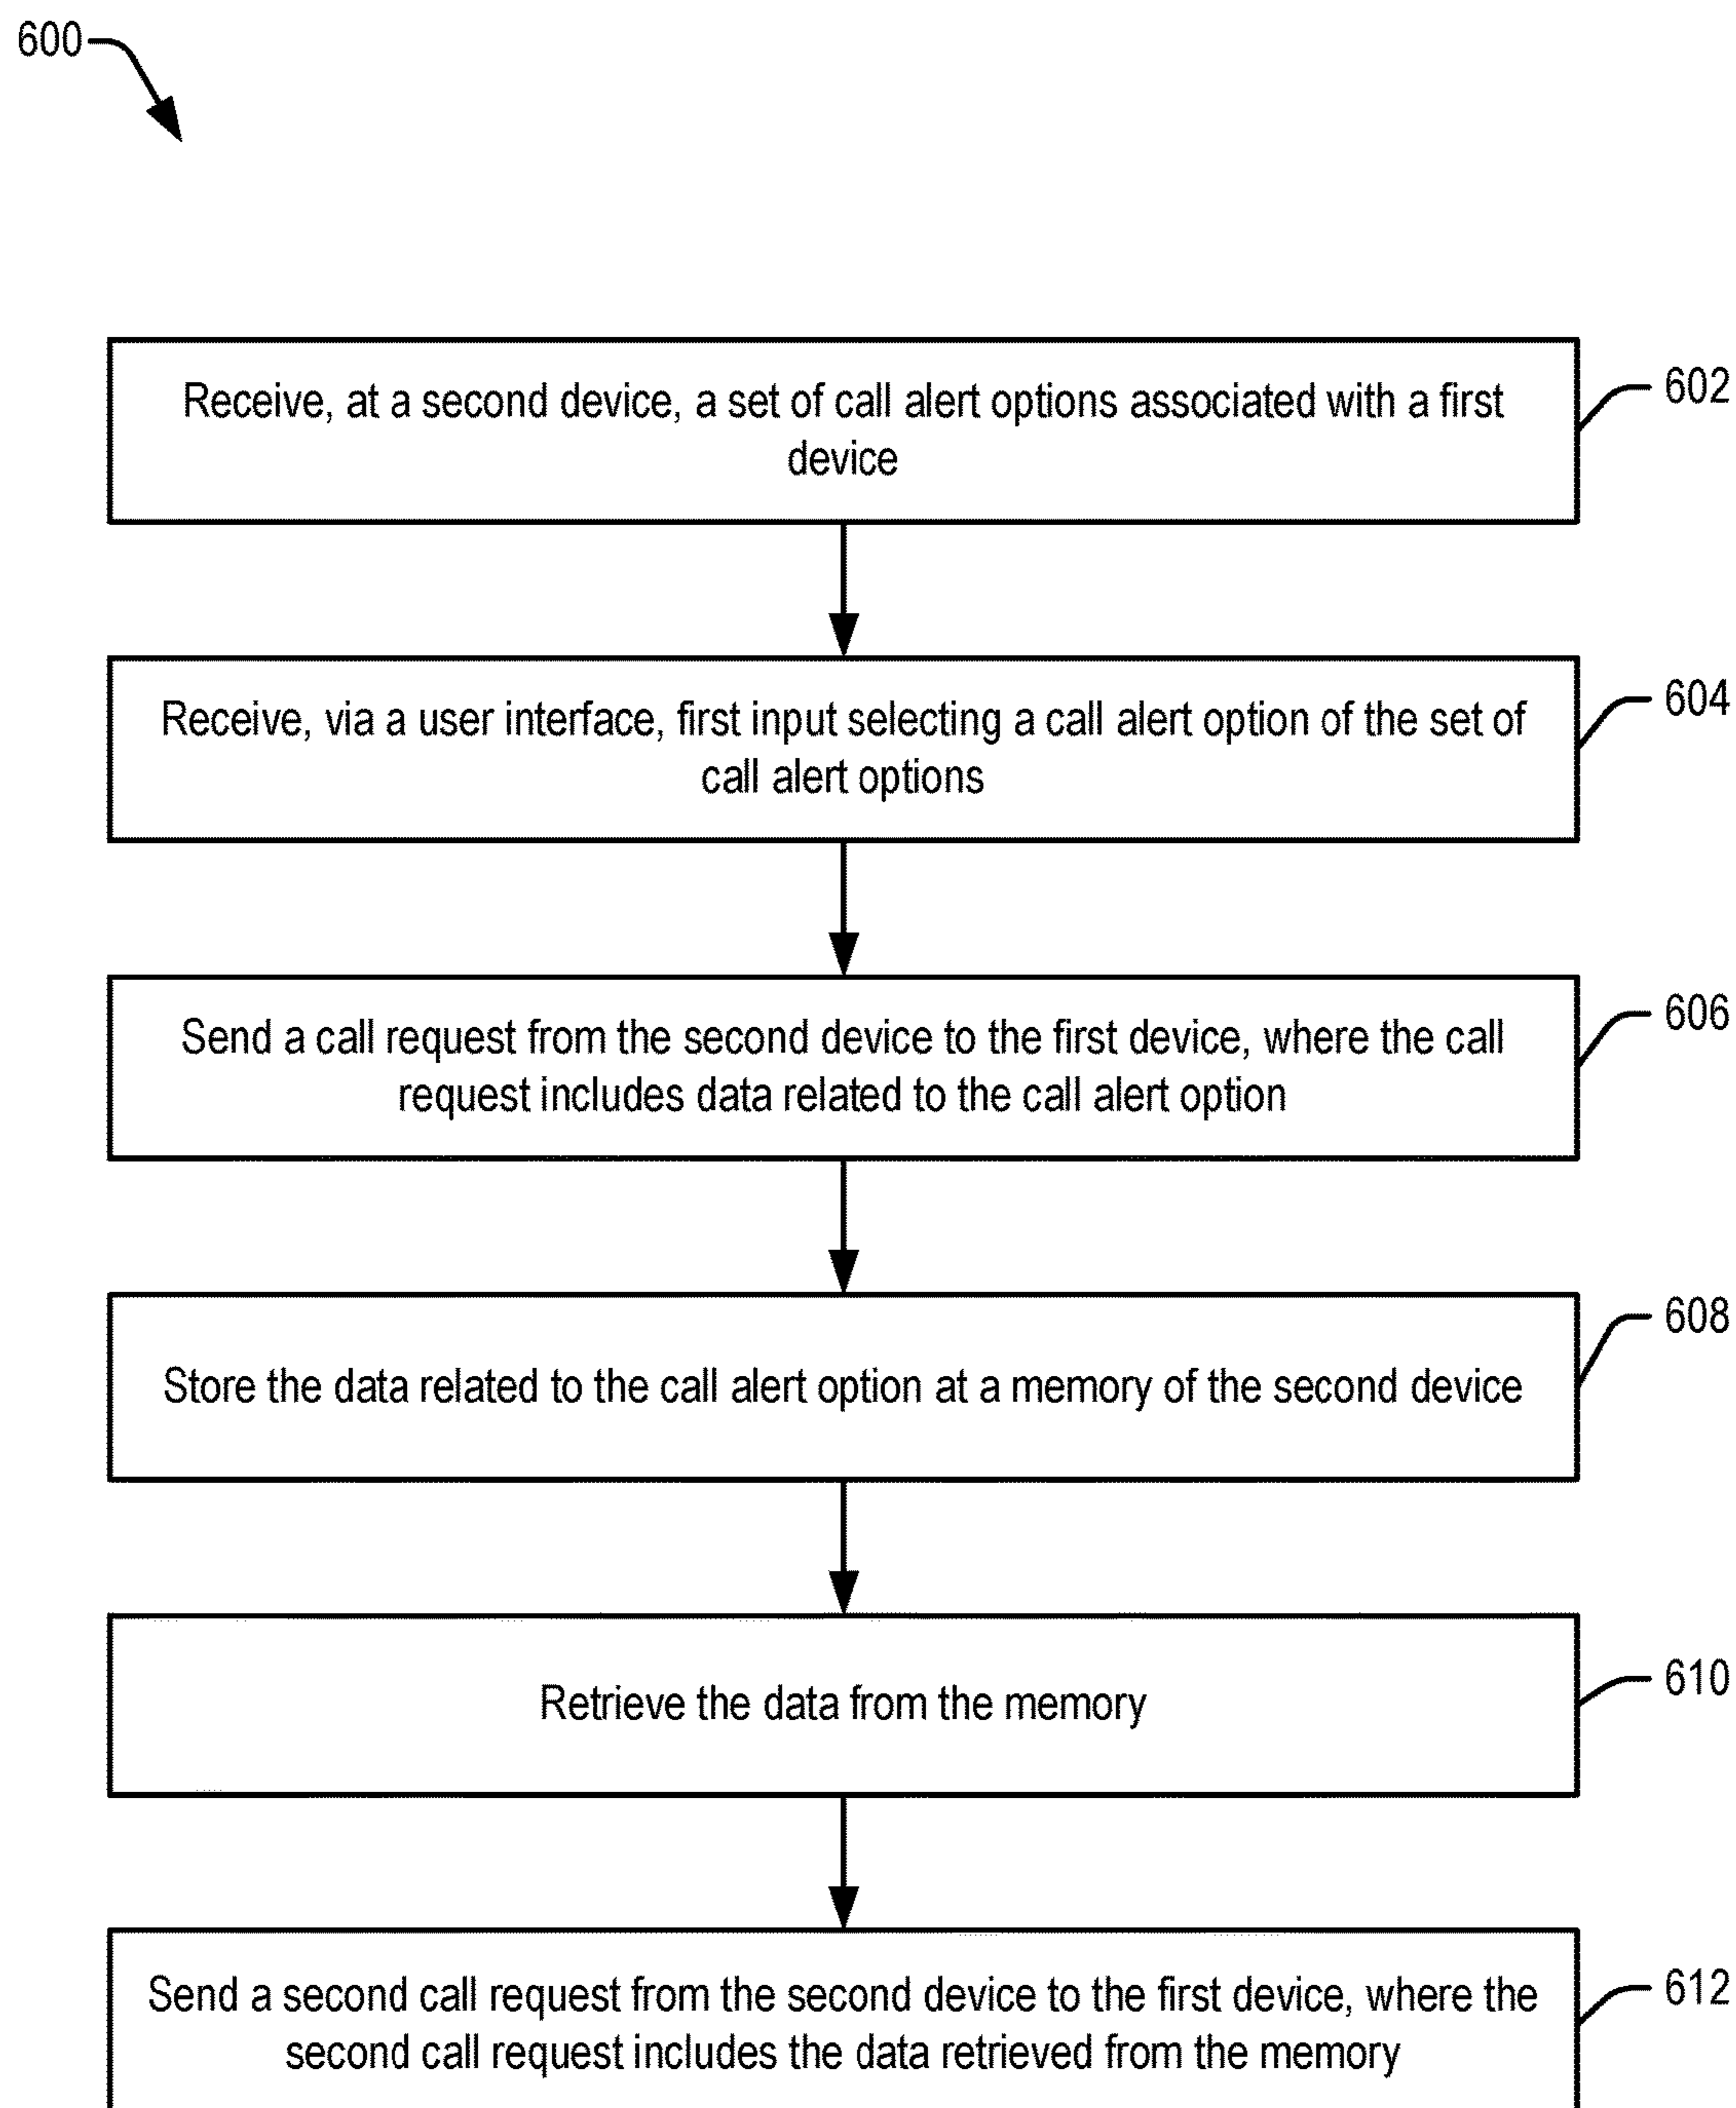 600
Receive, at a second device, a set of call alert options associated with a first
device
602
Receive, via a user interface, first input selecting a call alert option of the set of
call alert options
604
Send a call request from the second device to the first device, where the call
request includes data related to the call alert option
606
Store the data related to the call alert option at a memory of the second device
608
Retrieve the data from the memory
610
Send a second call request from the second device to the first device, where the
second call request includes the data retrieved from the memory
612